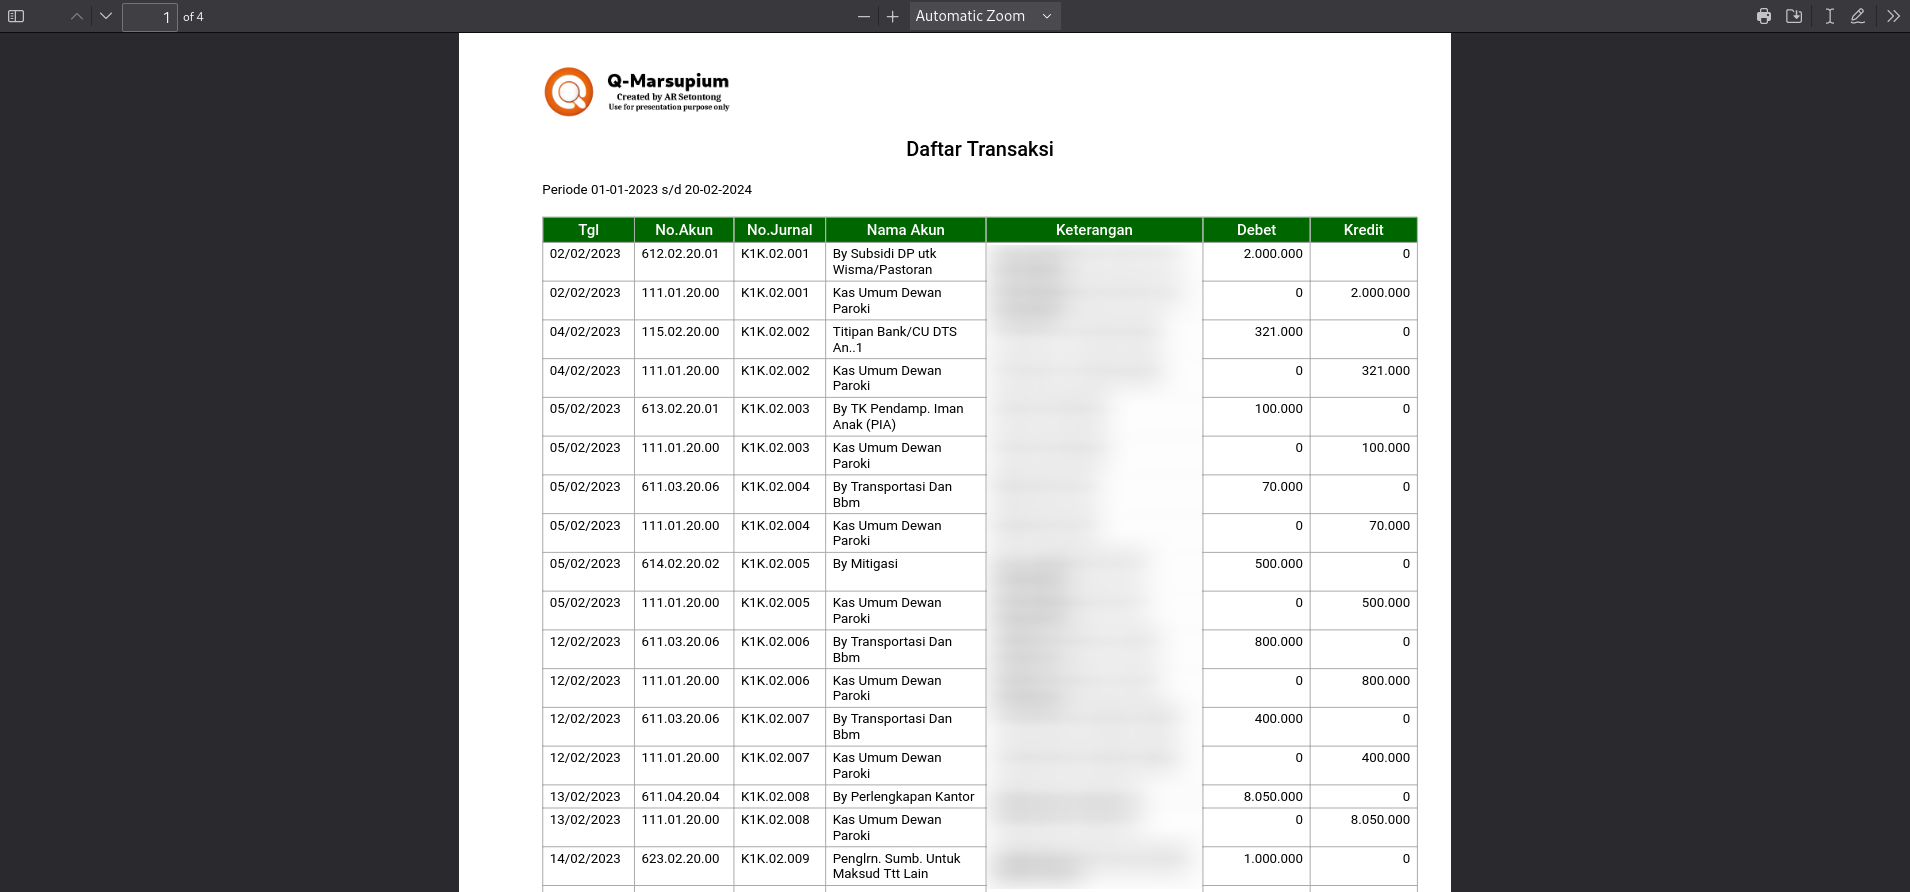 1 of 4 Automatic Zoom
Q-Marsupium
Created by AR Setontong
Use for presentation purpose only
Daftar Transaksi
Periode 01-01-2023 s/d 20-02-2024
Tgl No.Akun No.Jurnal Nama Akun Keterangan Debet Kredit
02/02/2023 612.02.20.01 K1K.02.001 By Subsidi DP utk 2.000.000 0
Wisma/Pastoran
02/02/2023 111.01.20.00 K1K.02.001 Kas Umum Dewan 0 2.000.000
Paroki
04/02/2023 115.02.20.00 K1K.02.002 Titipan Bank/CU DTS 321.000 0
An..1
04/02/2023 111.01.20.00 K1K.02.002 Kas Umum Dewan 0 321.000
Paroki
05/02/2023 613.02.20.01 K1K.02.003 By TK Pendamp. Iman 100.000 0
Anak (PIA)
05/02/2023 111.01.20.00 K1K.02.003 Kas Umum Dewan 0 100.000
Paroki
05/02/2023 611.03.20.06 K1K.02.004 By Transportasi Dan 70.000 0
Bbm
05/02/2023 111.01.20.00 K1K.02.004 Kas Umum Dewan 0 70.000
Paroki
05/02/2023 614.02.20.02 K1K.02.005 By Mitigasi 500.000 0
05/02/2023 111.01.20.00 K1K.02.005 Kas Umum Dewan 0 500.000
Paroki
12/02/2023 611.03.20.06 K1K.02.006 By Transportasi Dan 800.000 0
Bbm
12/02/2023 111.01.20.00 K1K.02.006 Kas Umum Dewan 0 800.000
Paroki
12/02/2023 611.03.20.06 K1K.02.007 By Transportasi Dan 400.000 0
Bbm
12/02/2023 111.01.20.00 K1K.02.007 Kas Umum Dewan 0 400.000
Paroki
13/02/2023 611.04.20.04 K1K.02.008 By Perlengkapan Kantor 8.050.000 0
13/02/2023 111.01.20.00 K1K.02.008 Kas Umum Dewan 0 8.050.000
Paroki
14/02/2023 623.02.20.00 K1K.02.009 Penglrn. Sumb. Untuk 1.000.000 0
Maksud Ttt Lain